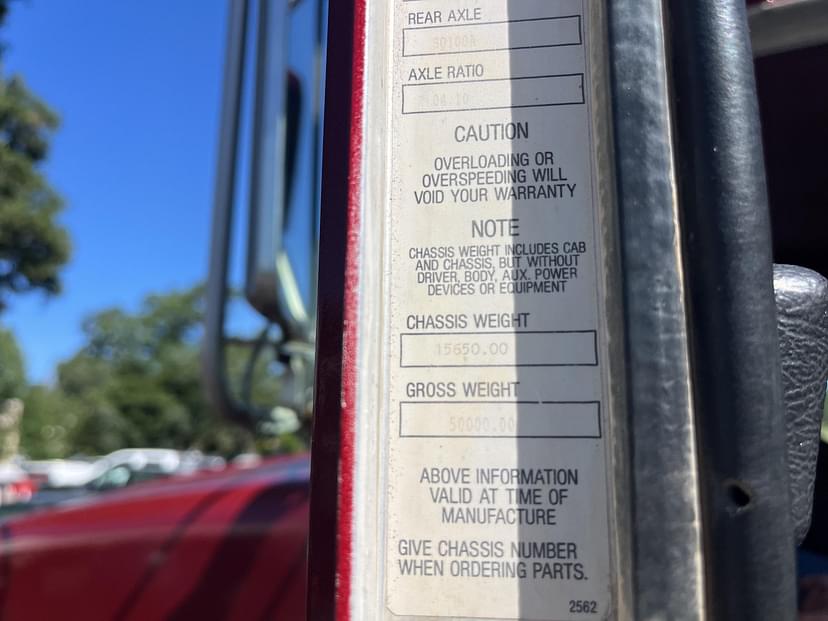 REAR AXLE
AXLE RATIO
04.10
CAUTION
OVERLOADING OR
OVERSPEEDING WILL
VOID YOUR WARRANTY
NOTE
CHASSIS WEIGHT INCLUDES CAB
AND CHASSIS, BUT WITHOUT
DRIVER, BODY, AUX. POWER
DEVICES OR EQUIPMENT
CHASSIS WEIGHT
15650.00
GROSS WEIGHT
50000.00
ABOVE INFORMATION
VALID AT TIME OF
MANUFACTURE
GIVE CHASSIS NUMBER
WHEN ORDERING PARTS.
2562